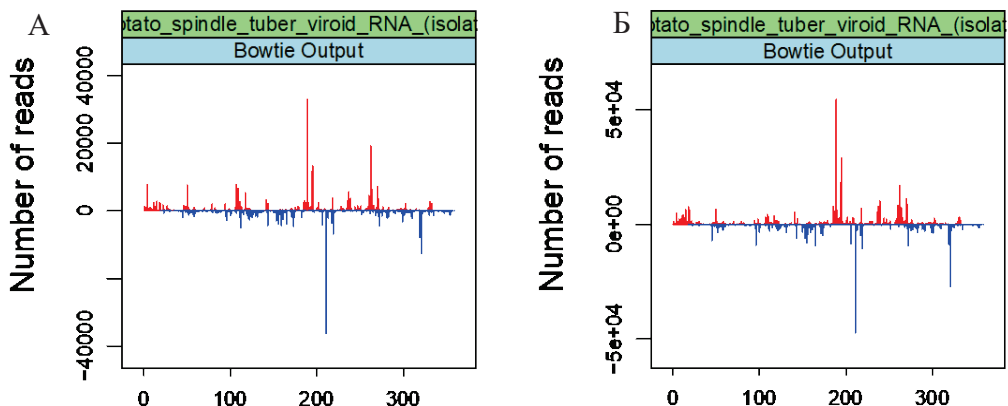 А
otato_spindle_tuber_viroid_RNA_(isolat
Bowtie Output
Number of reads
40000
20000
0
−20000
−40000
0 100 200 300
Б
otato_spindle_tuber_viroid_RNA_(isolat
Bowtie Output
Number of reads
5e+04
0e+00
−5e+04
0 100 200 300